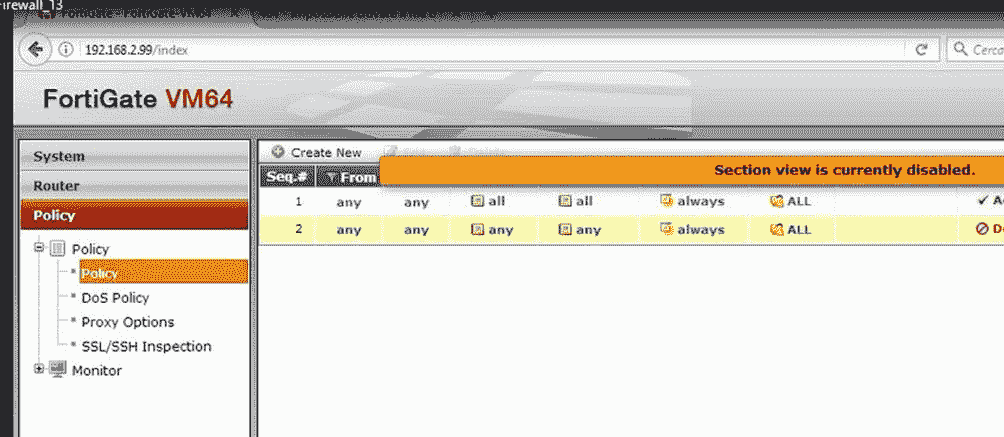 Firewall_13
192.168.2.99/index
Cerca
FortiGate VM64
System
Router
Policy
Policy
Policy
DoS Policy
Proxy Options
SSL/SSH Inspection
Monitor
Create New
Section view is currently disabled.
Seq.# From
1 any any all all always ALL
2 any any any any always ALL